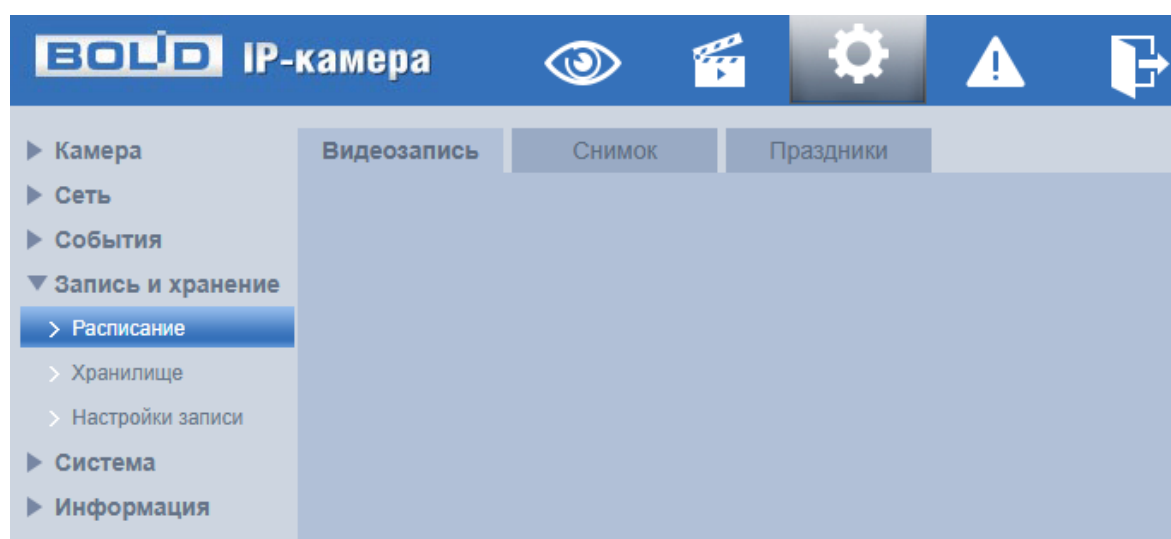 BOLID IP-камера
Камера
Сеть
События
Запись и хранение
Расписание
Хранилище
Настройки записи
Система
Информация
Видеозапись Снимок Праздники